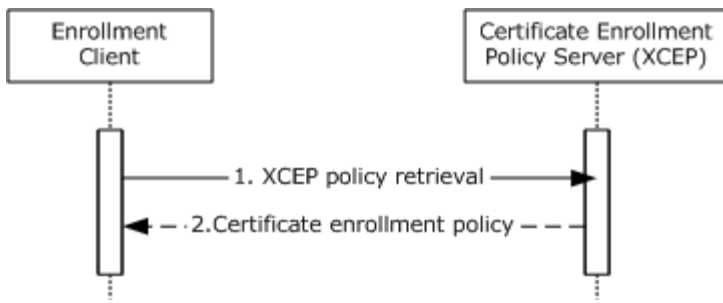 Enrollment
Client
Certificate Enrollment
Policy Server (XCEP)
1. XCEP policy retrieval
2.Certificate enrollment policy